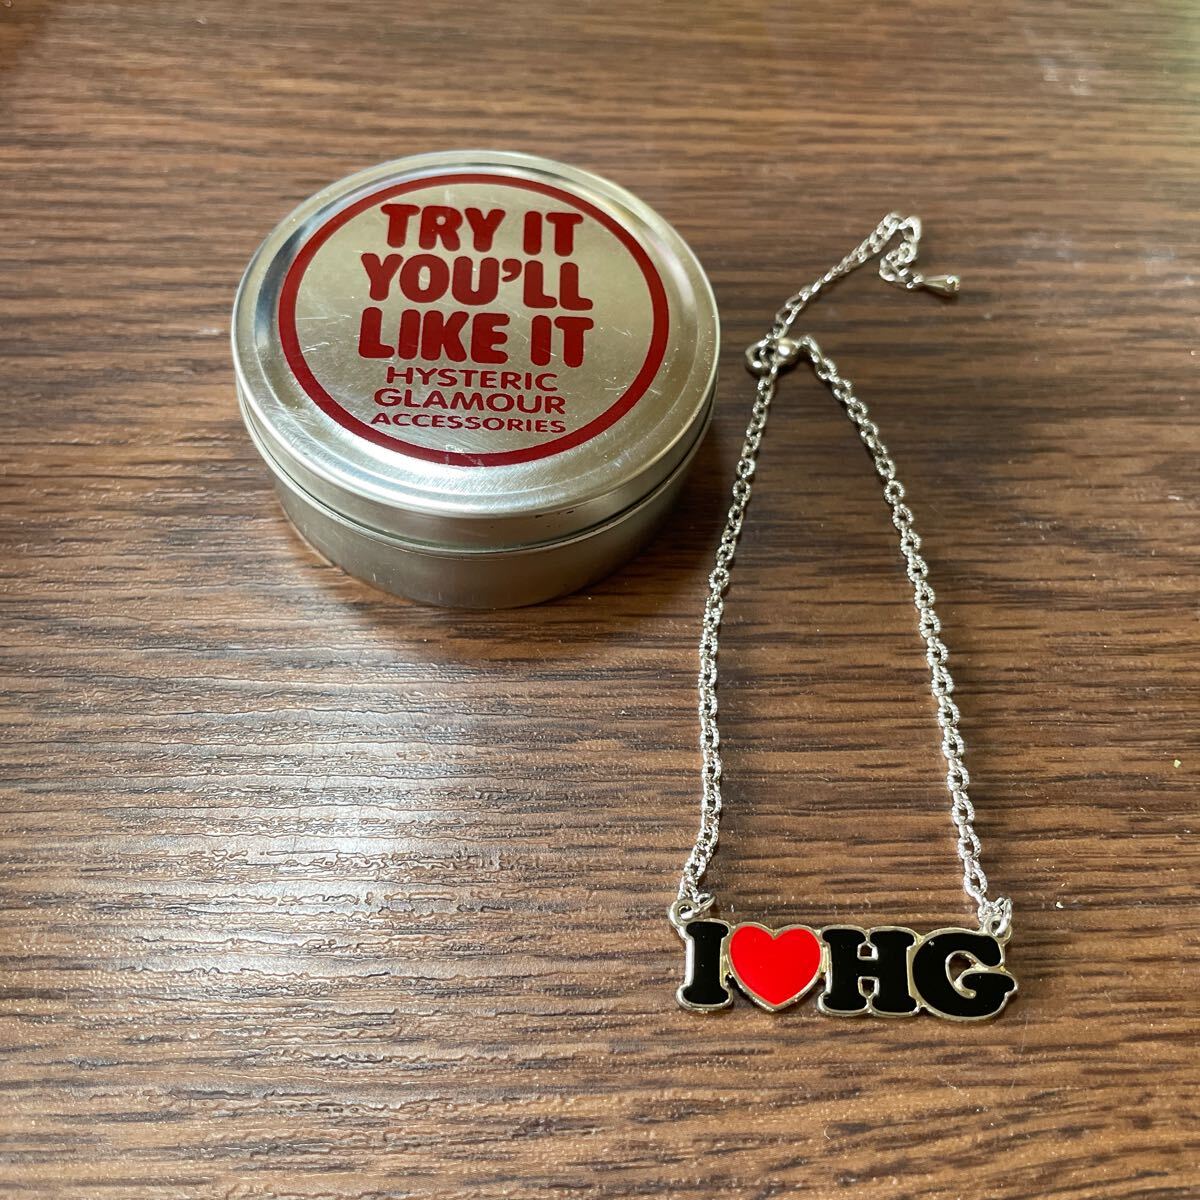 TRY IT
YOU'LL
LIKE IT
HYSTERIC
GLAMOUR
ACCESSORIES
I❤HG